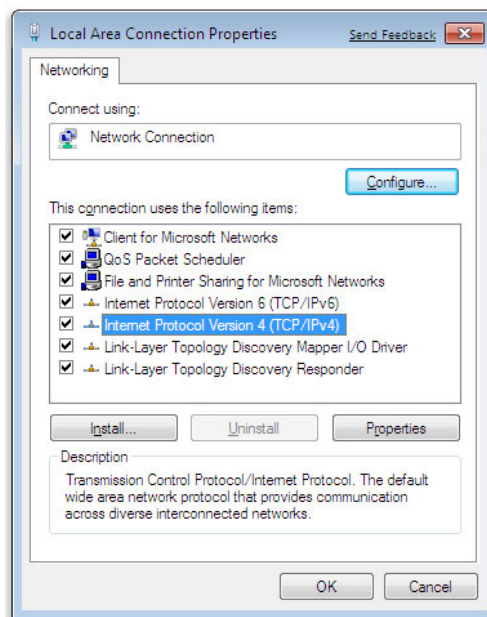 Local Area Connection Properties
Send Feedback
Networking
Connect using:
Network Connection
Configure...
This connection uses the following items:
Client for Microsoft Networks
QoS Packet Scheduler
File and Printer Sharing for Microsoft Networks
Internet Protocol Version 6 (TCP/IPv6)
Internet Protocol Version 4 (TCP/IPv4)
Link-Layer Topology Discovery Mapper I/O Driver
Link-Layer Topology Discovery Responder
Install...
Uninstall
Properties
Description
Transmission Control Protocol/Internet Protocol. The default
wide area network protocol that provides communication
across diverse interconnected networks.
OK
Cancel